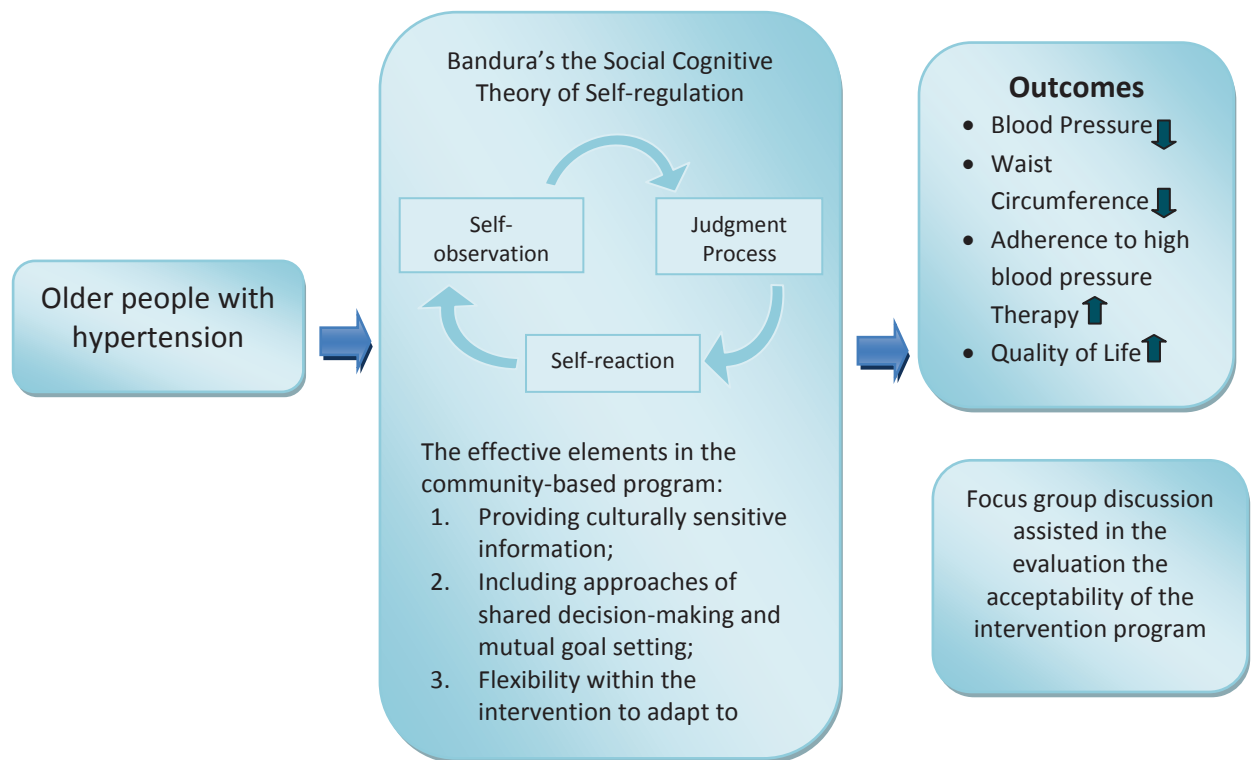 Older people with
hypertension
Bandura's the Social Cognitive
Theory of Self-regulation
Self-
observation
Judgment
Process
Self-reaction
The effective elements in the
community-based program:
1. Providing culturally sensitive
information;
2. Including approaches of
shared decision-making and
mutual goal setting;
3. Flexibility within the
intervention to adapt to
Outcomes
• Blood Pressure
• Waist
Circumference
• Adherence to high
blood pressure
Therapy
• Quality of Life
Focus group discussion
assisted in the
evaluation the
acceptability of the
intervention program